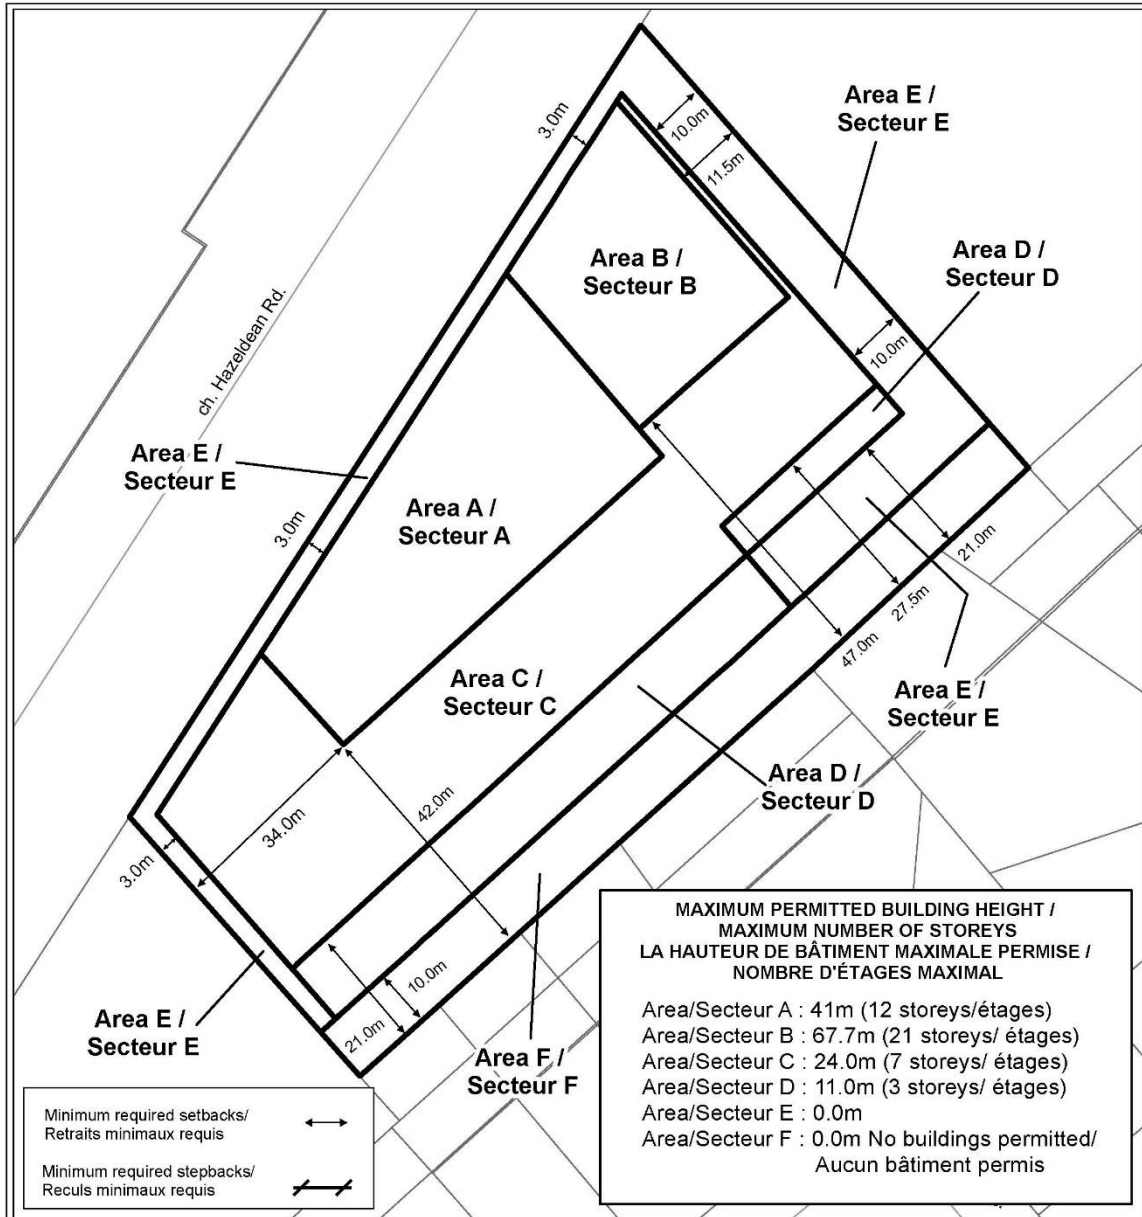 Area E /
Secteur E
3.0m
10.0m
11.5m
Area D /
Secteur D
Area B /
Secteur B
ch. Hazeldean Rd.
10.0m
Area E /
Secteur E
Area A /
Secteur A
3.0m
21.0m
27.5m
47.0m
Area C /
Secteur C
Area E /
Secteur E
Area D /
Secteur D
42.0m
34.0m
3.0m
10.0m
21.0m
Area E /
Secteur E
Area F /
Secteur F
MAXIMUM PERMITTED BUILDING HEIGHT /
MAXIMUM NUMBER OF STOREYS
LA HAUTEUR DE BÂTIMENT MAXIMALE PERMISE /
NOMBRE D'ÉTAGES MAXIMAL
Area/Secteur A : 41m (12 storeys/étages)
Area/Secteur B : 67.7m (21 storeys/ étages)
Area/Secteur C : 24.0m (7 storeys/ étages)
Area/Secteur D : 11.0m (3 storeys/ étages)
Area/Secteur E : 0.0m
Area/Secteur F : 0.0m No buildings permitted/
Aucun bâtiment permis
Minimum required setbacks/
Retraits minimaux requis
Minimum required stepbacks/
Reculs minimaux requis